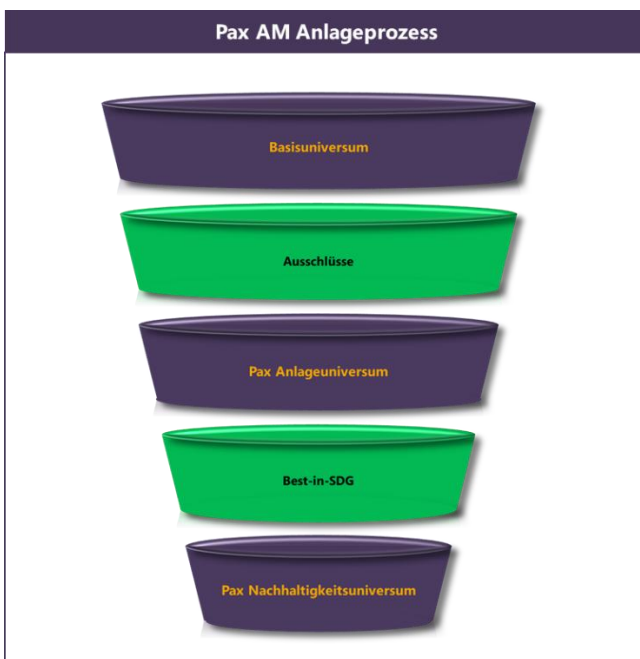 Pax AM Anlageprozess
Basisuniversum
Ausschlüsse
Pax Anlageuniversum
Best-in-SDG
Pax Nachhaltigkeitsuniversum